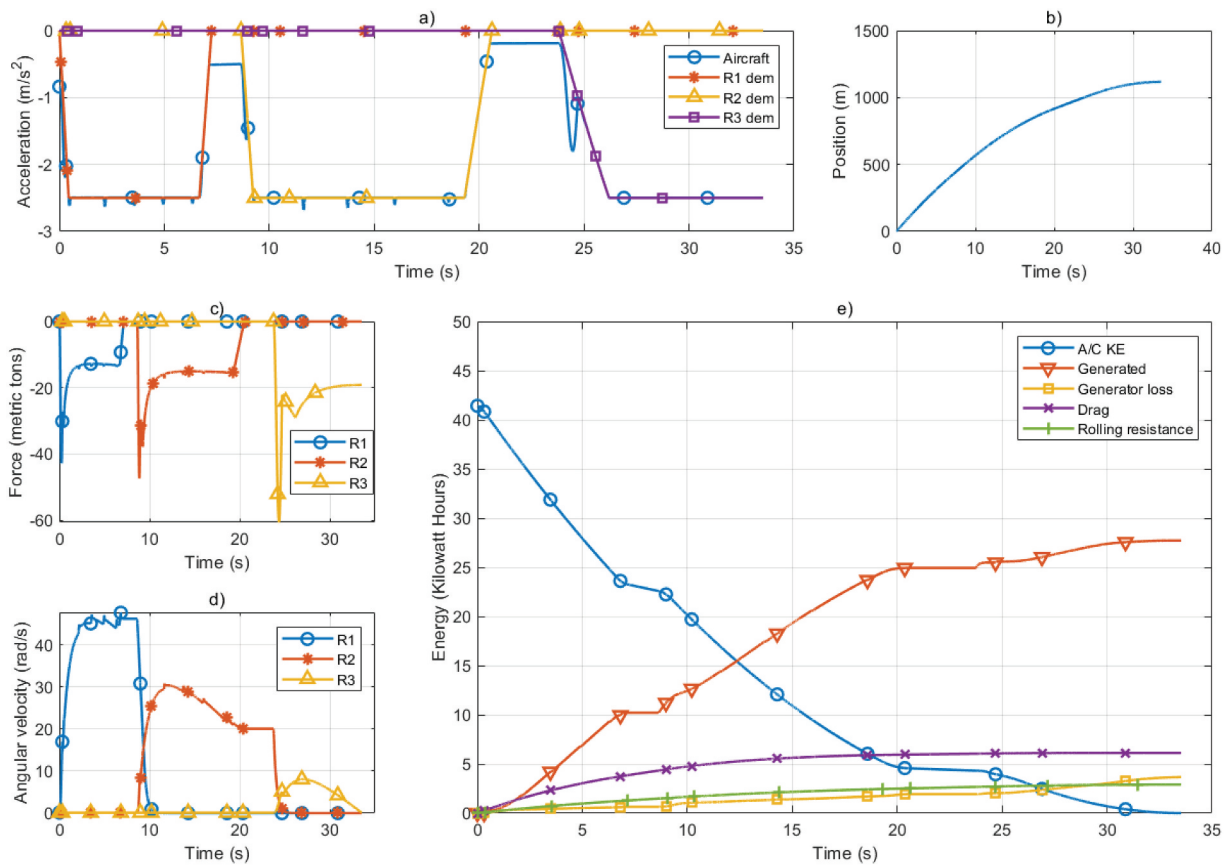 a)
Acceleration (m/s²)
0
-1
-2
-3
Aircraft
R1 dem
R2 dem
R3 dem
0 5 10 15 20 25 30 35
Time (s)
b)
Position (m)
1500
1000
500
0
0 10 20 30 40
Time (s)
c)
Force (metric tons)
0
-20
-40
-60
R1
R2
R3
0 10 20 30
Time (s)
d)
Angular velocity (rad/s)
40
30
20
10
0
R1
R2
R3
0 10 20 30
Time (s)
e)
Energy (Kilowatt Hours)
50
45
40
35
30
25
20
15
10
5
0
A/C KE
Generated
Generator loss
Drag
Rolling resistance
0 5 10 15 20 25 30 35
Time (s)